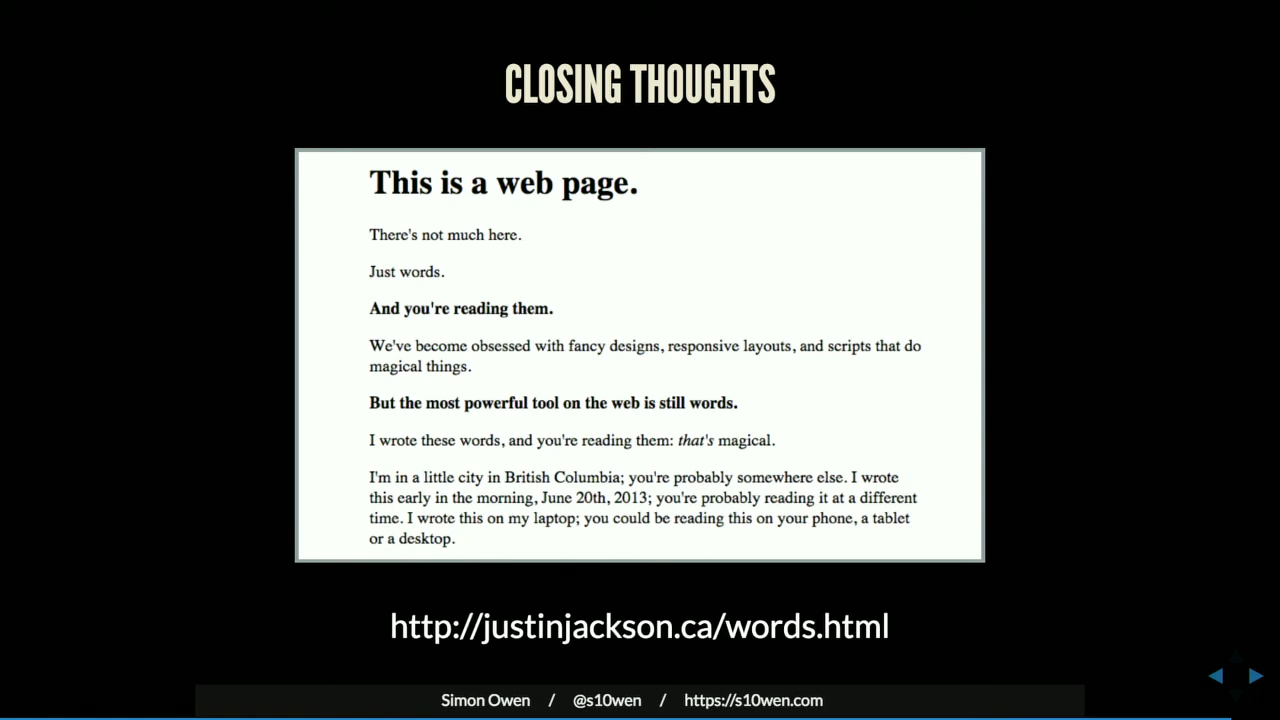 CLOSING THOUGHTS
This is a web page.
There's not much here.
Just words.
And you're reading them.
We've become obsessed with fancy designs, responsive layouts, and scripts that do
magical things.
But the most powerful tool on the web is still words.
I wrote these words, and you're reading them: that's magical.
I'm in a little city in British Columbia; you're probably somewhere else. I wrote
this early in the morning, June 20th, 2013; you're probably reading it at a different
time. I wrote this on my laptop; you could be reading this on your phone, a tablet
or a desktop.
http://justinjackson.ca/words.html
Simon Owen / @s10wen / https://s10wen.com